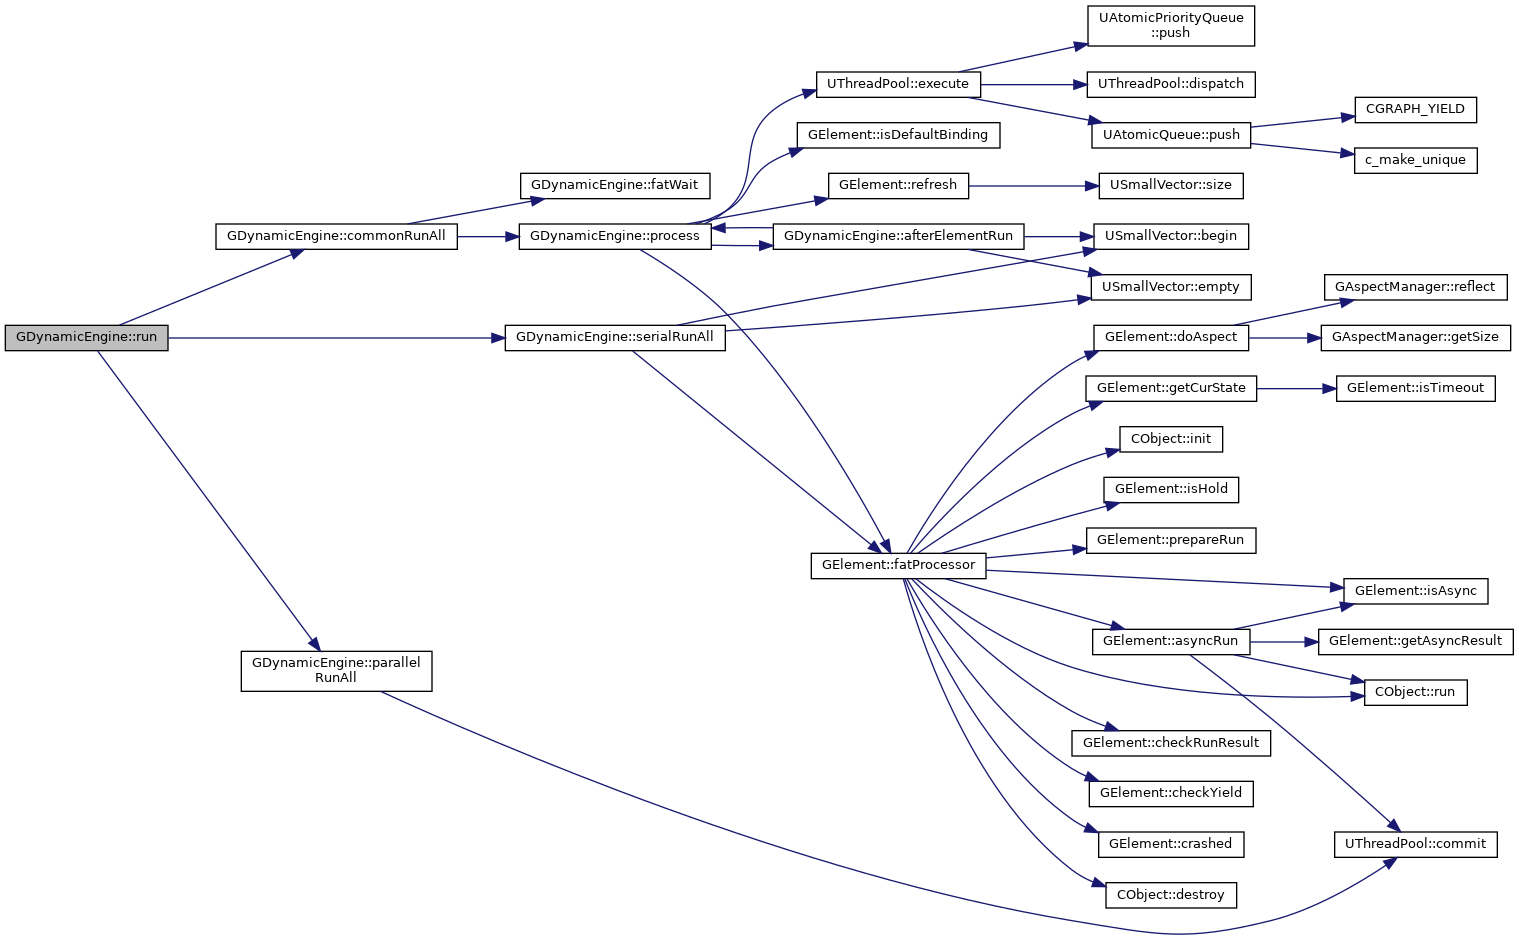 UAtomicPriorityQueue
::push
UThreadPool::execute
UThreadPool::dispatch
CGRAPH_YIELD
GElement::isDefaultBinding
UAtomicQueue::push
c_make_unique
GDynamicEngine::fatWait
GElement::refresh
USmallVector::size
GDynamicEngine::commonRunAll
GDynamicEngine::process
GDynamicEngine::afterElementRun
USmallVector::begin
USmallVector::empty
GAspectManager::reflect
GDynamicEngine::run
GDynamicEngine::serialRunAll
GElement::doAspect
GAspectManager::getSize
GElement::getCurState
GElement::isTimeout
CObject::init
GElement::isHold
GElement::prepareRun
GElement::fatProcessor
GElement::isAsync
GElement::asyncRun
GElement::getAsyncResult
GDynamicEngine::parallel
RunAll
CObject::run
GElement::checkRunResult
GElement::checkYield
GElement::crashed
UThreadPool::commit
CObject::destroy